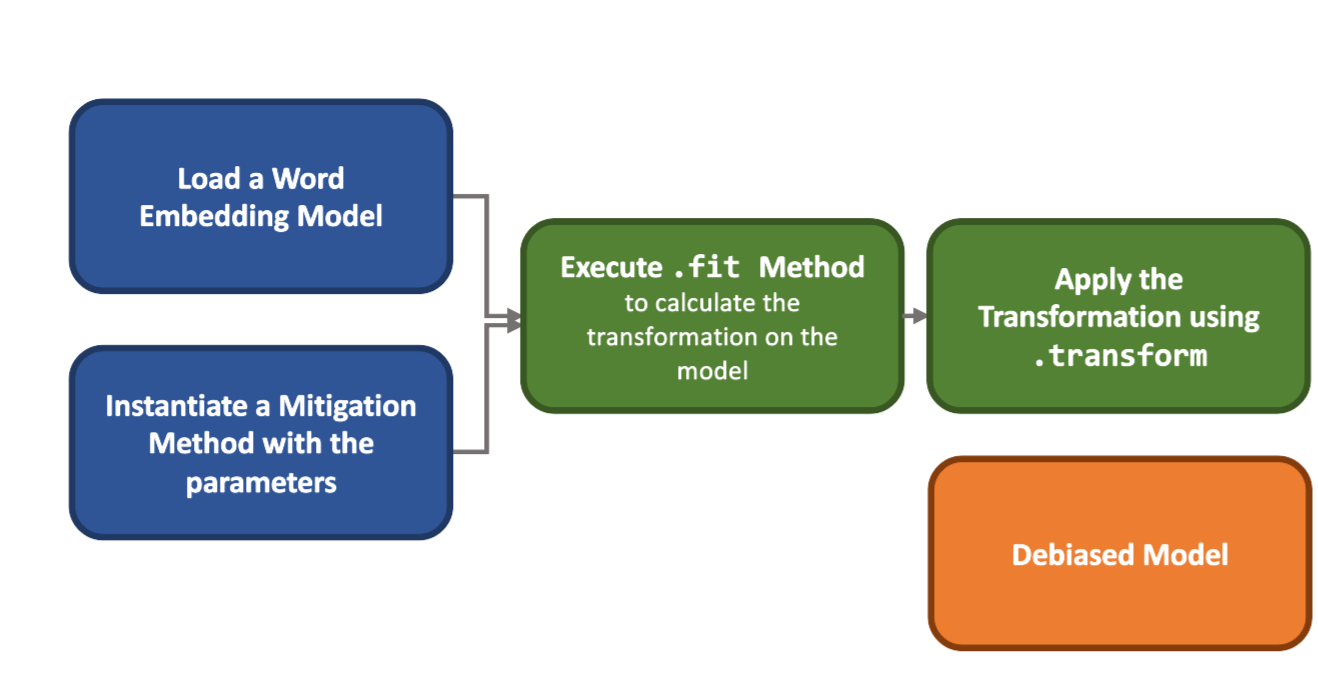 Load a Word
Embedding Model
Instantiate a Mitigation
Method with the
parameters
Execute .fit Method
to calculate the
transformation on the
model
Apply the
Transformation using
.transform
Debiased Model